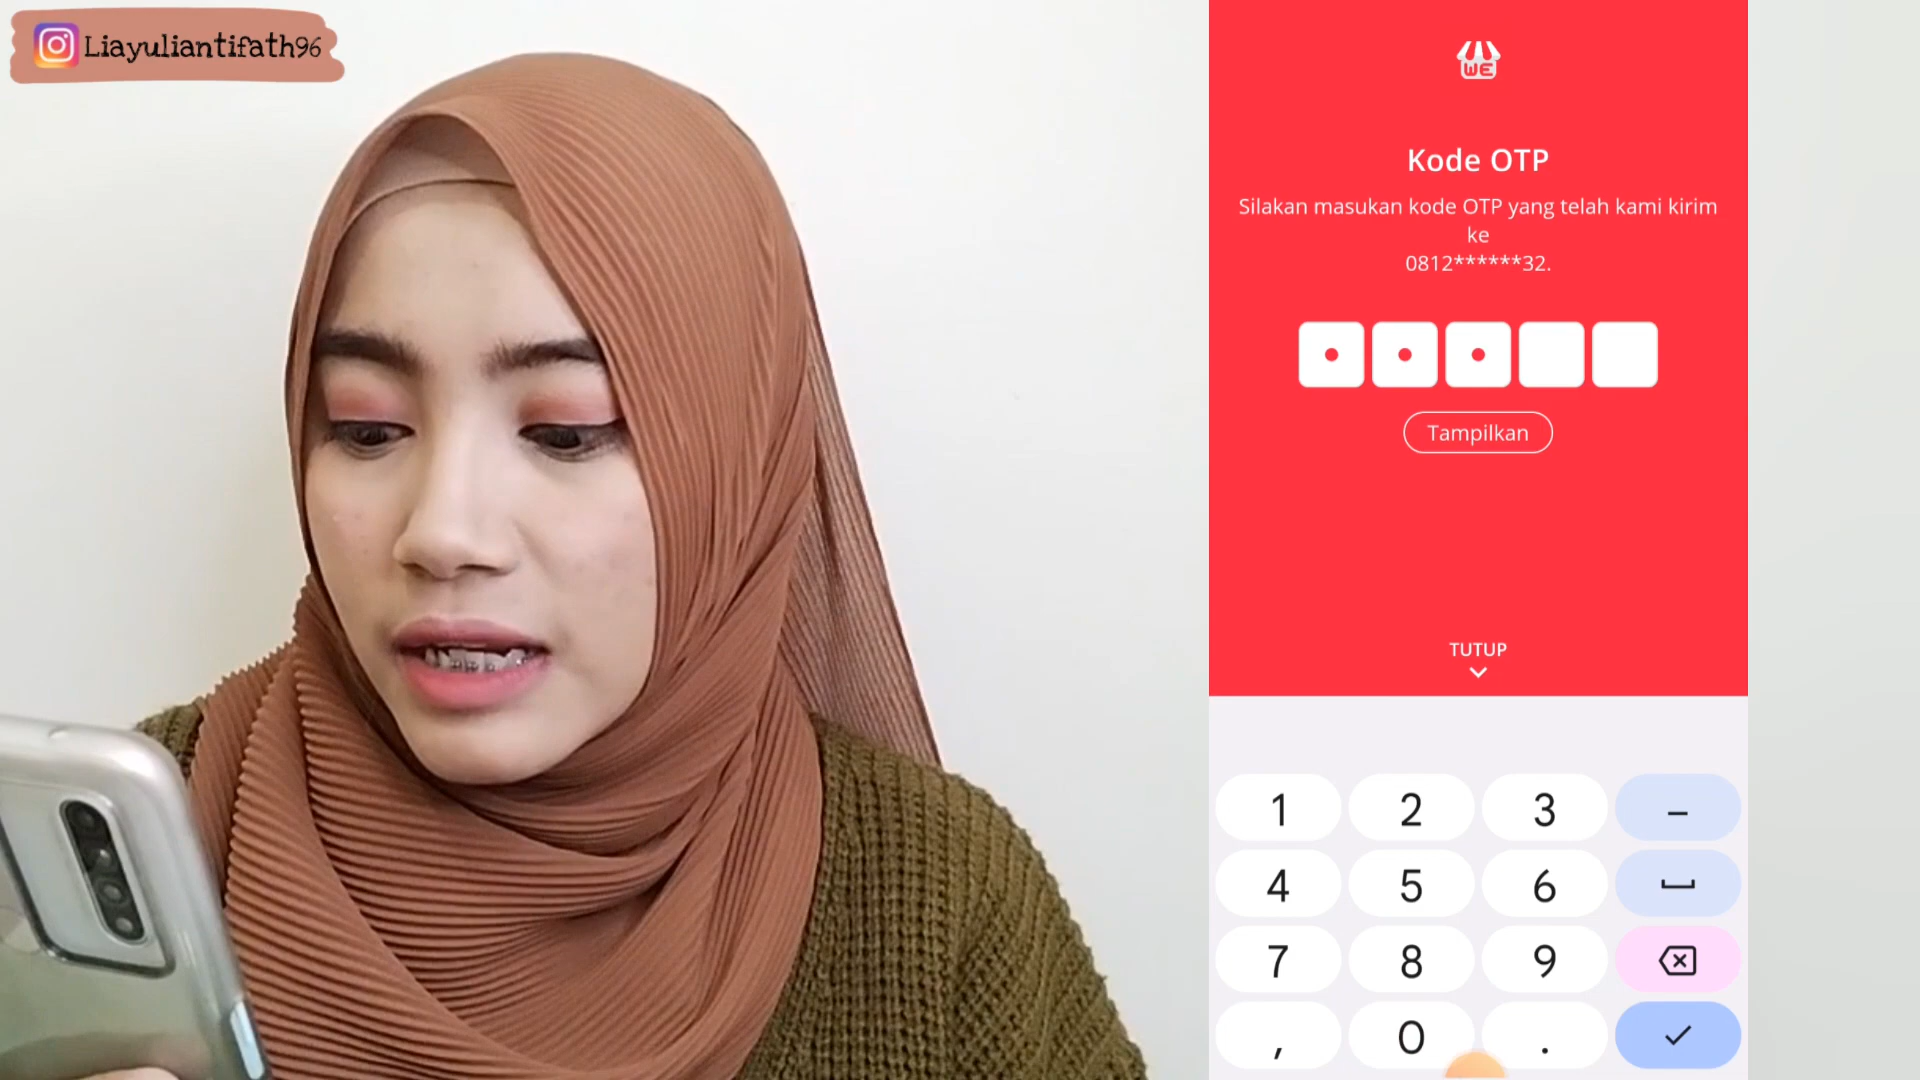 Liayuliantifath96
WE
Kode OTP
Silakan masukan kode OTP yang telah kami kirim
ke
0812******32.
Tampilkan
TUTUP
1 2 3 –
4 5 6
7 8 9
, 0 .